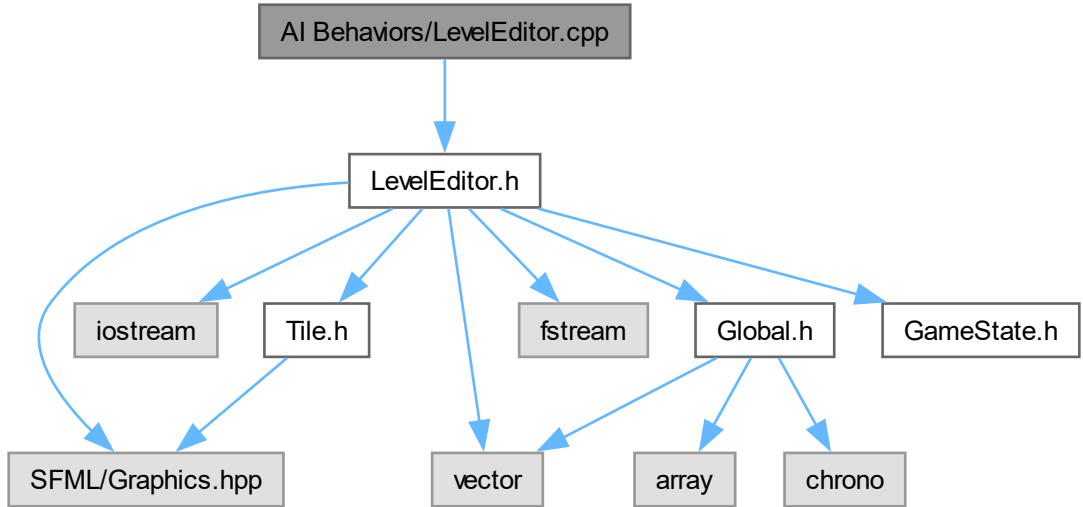 AI Behaviors/LevelEditor.cpp
LevelEditor.h
iostream
Tile.h
fstream
Global.h
GameState.h
SFML/Graphics.hpp
vector
array
chrono